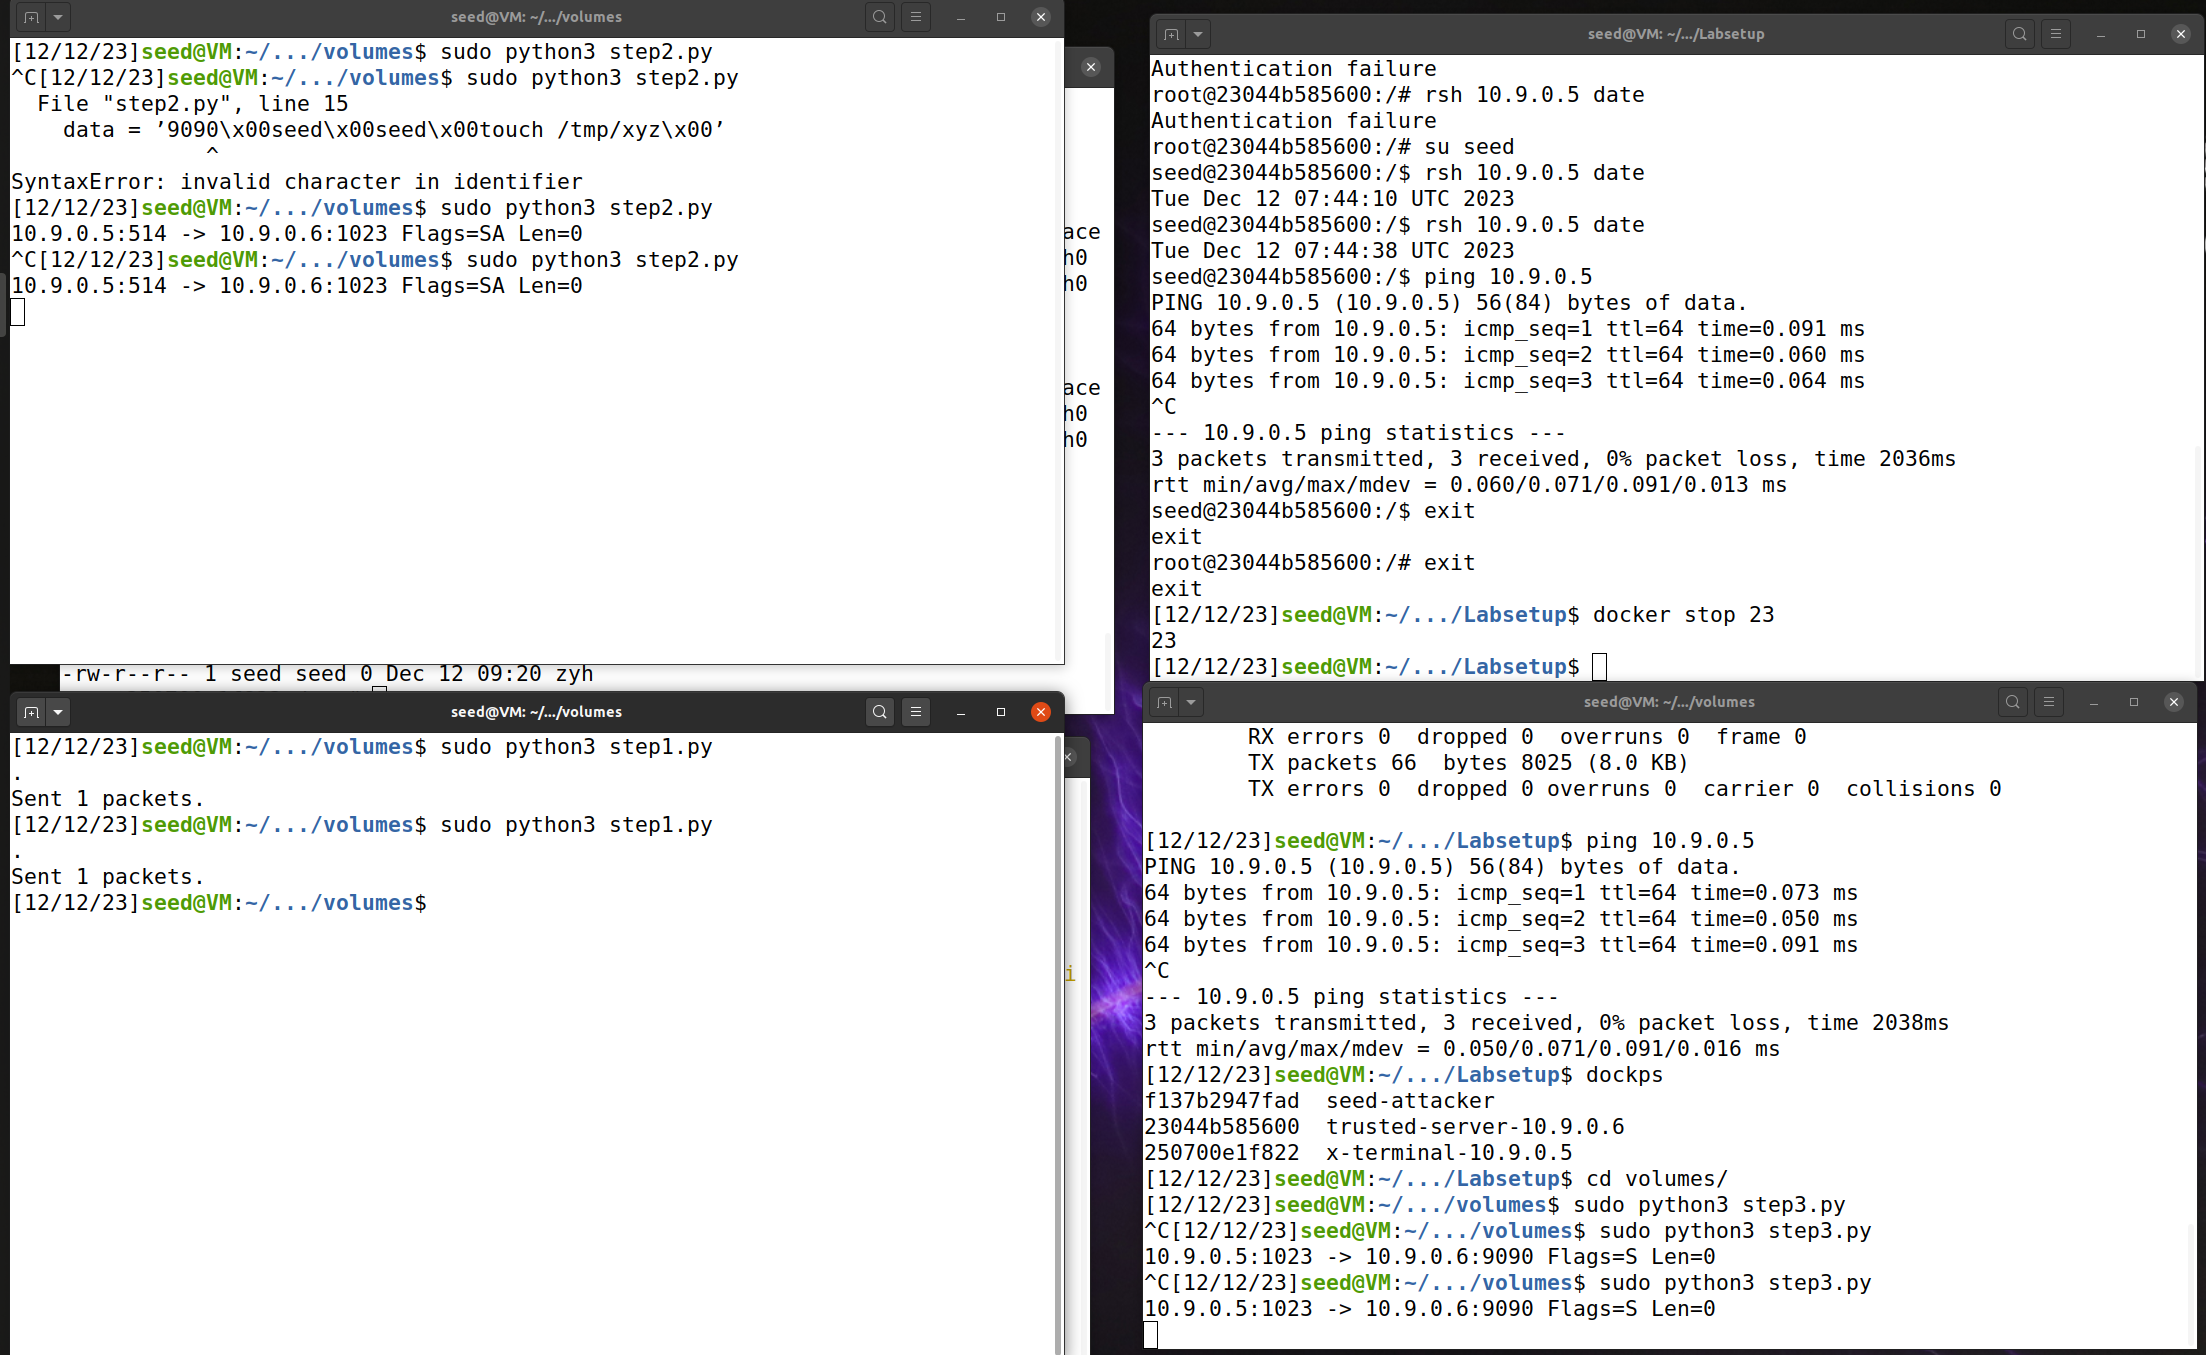 seed@VM: ~/.../volumes
[12/12/23]seed@VM:~/.../volumes$ sudo python3 step2.py
^C[12/12/23]seed@VM:~/.../volumes$ sudo python3 step2.py
  File "step2.py", line 15
    data = ’9090\x00seed\x00seed\x00touch /tmp/xyz\x00’
               ^
SyntaxError: invalid character in identifier
[12/12/23]seed@VM:~/.../volumes$ sudo python3 step2.py
10.9.0.5:514 -> 10.9.0.6:1023 Flags=SA Len=0
^C[12/12/23]seed@VM:~/.../volumes$ sudo python3 step2.py
10.9.0.5:514 -> 10.9.0.6:1023 Flags=SA Len=0
ace
h0
h0
ace
h0
h0
-rw-r--r-- 1 seed seed 0 Dec 12 09:20 zyh
seed@VM: ~/.../Labsetup
Authentication failure
root@23044b585600:/# rsh 10.9.0.5 date
Authentication failure
root@23044b585600:/# su seed
seed@23044b585600:/$ rsh 10.9.0.5 date
Tue Dec 12 07:44:10 UTC 2023
seed@23044b585600:/$ rsh 10.9.0.5 date
Tue Dec 12 07:44:38 UTC 2023
seed@23044b585600:/$ ping 10.9.0.5
PING 10.9.0.5 (10.9.0.5) 56(84) bytes of data.
64 bytes from 10.9.0.5: icmp_seq=1 ttl=64 time=0.091 ms
64 bytes from 10.9.0.5: icmp_seq=2 ttl=64 time=0.060 ms
64 bytes from 10.9.0.5: icmp_seq=3 ttl=64 time=0.064 ms
^C
--- 10.9.0.5 ping statistics ---
3 packets transmitted, 3 received, 0% packet loss, time 2036ms
rtt min/avg/max/mdev = 0.060/0.071/0.091/0.013 ms
seed@23044b585600:/$ exit
exit
root@23044b585600:/# exit
exit
[12/12/23]seed@VM:~/.../Labsetup$ docker stop 23
23
[12/12/23]seed@VM:~/.../Labsetup$
seed@VM: ~/.../volumes
[12/12/23]seed@VM:~/.../volumes$ sudo python3 step1.py
.
Sent 1 packets.
[12/12/23]seed@VM:~/.../volumes$ sudo python3 step1.py
.
Sent 1 packets.
[12/12/23]seed@VM:~/.../volumes$
i
seed@VM: ~/.../volumes
        RX errors 0  dropped 0  overruns 0  frame 0
        TX packets 66  bytes 8025 (8.0 KB)
        TX errors 0  dropped 0 overruns 0  carrier 0  collisions 0
[12/12/23]seed@VM:~/.../Labsetup$ ping 10.9.0.5
PING 10.9.0.5 (10.9.0.5) 56(84) bytes of data.
64 bytes from 10.9.0.5: icmp_seq=1 ttl=64 time=0.073 ms
64 bytes from 10.9.0.5: icmp_seq=2 ttl=64 time=0.050 ms
64 bytes from 10.9.0.5: icmp_seq=3 ttl=64 time=0.091 ms
^C
--- 10.9.0.5 ping statistics ---
3 packets transmitted, 3 received, 0% packet loss, time 2038ms
rtt min/avg/max/mdev = 0.050/0.071/0.091/0.016 ms
[12/12/23]seed@VM:~/.../Labsetup$ dockps
f137b2947fad  seed-attacker
23044b585600  trusted-server-10.9.0.6
250700e1f822  x-terminal-10.9.0.5
[12/12/23]seed@VM:~/.../Labsetup$ cd volumes/
[12/12/23]seed@VM:~/.../volumes$ sudo python3 step3.py
^C[12/12/23]seed@VM:~/.../volumes$ sudo python3 step3.py
10.9.0.5:1023 -> 10.9.0.6:9090 Flags=S Len=0
^C[12/12/23]seed@VM:~/.../volumes$ sudo python3 step3.py
10.9.0.5:1023 -> 10.9.0.6:9090 Flags=S Len=0